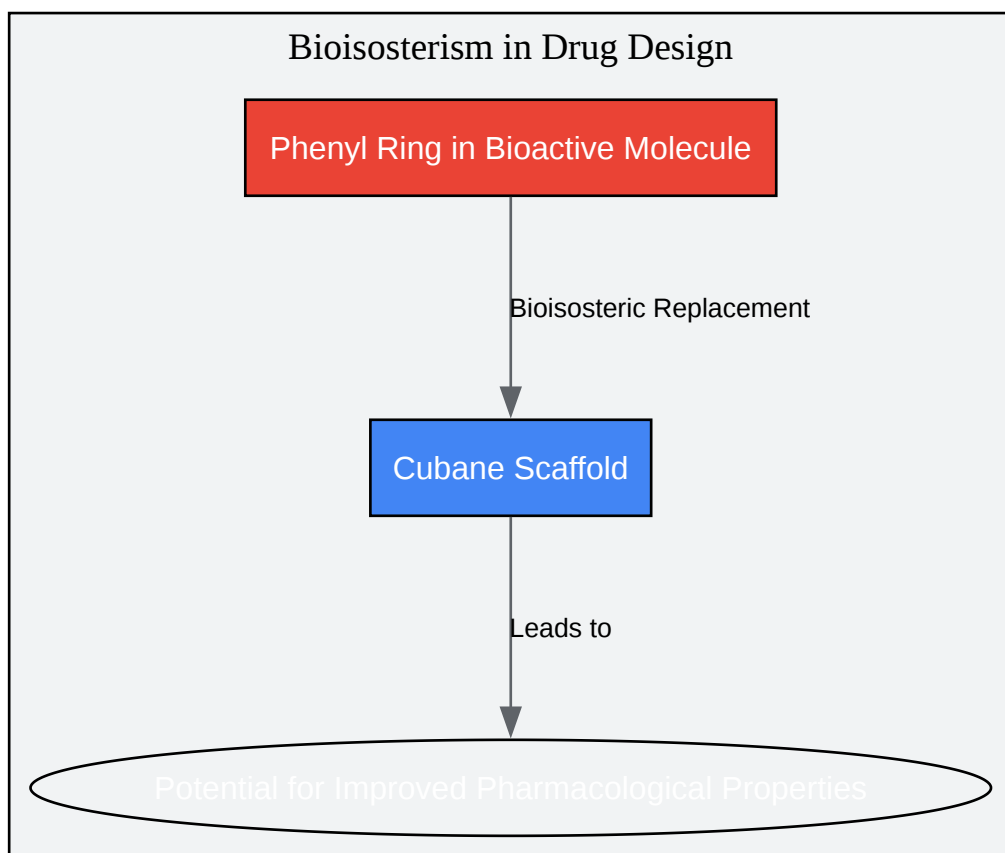 Bioisosterism in Drug Design
Phenyl Ring in Bioactive Molecule
Bioisosteric Replacement
Cubane Scaffold
Leads to
Potential for Improved Pharmacological Properties